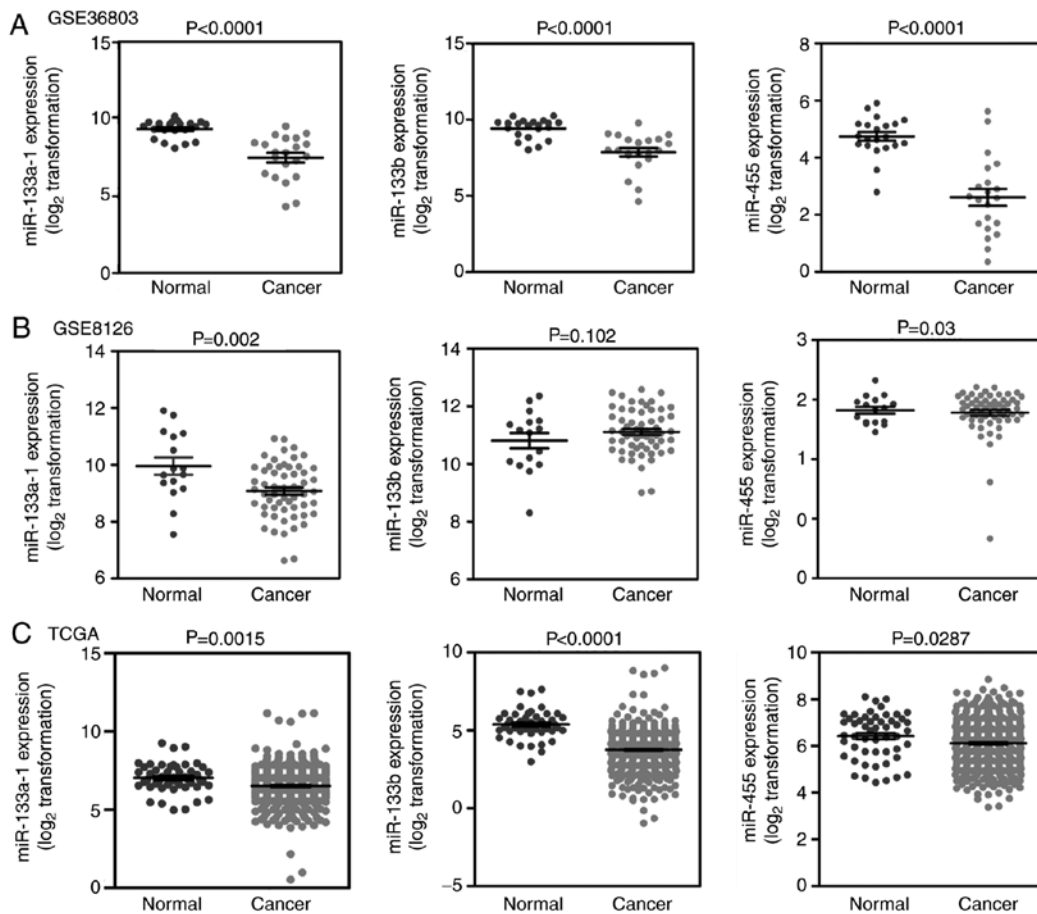 A GSE36803
P<0.0001
miR-133a-1 expression
(log2 transformation)
15
10
5
0
Normal Cancer
P<0.0001
miR-133b expression
(log2 transformation)
15
10
5
0
Normal Cancer
P<0.0001
miR-455 expression
(log2 transformation)
8
6
4
2
0
Normal Cancer
B GSE8126
P=0.002
miR-133a-1 expression
(log2 transformation)
14
12
10
8
6
Normal Cancer
P=0.102
miR-133b expression
(log2 transformation)
14
12
10
8
6
Normal Cancer
P=0.03
miR-455 expression
(log2 transformation)
3
2
2
0
0
Normal Cancer
C TCGA
P=0.0015
miR-133a-1 expression
(log2 transformation)
15
10
5
0
Normal Cancer
P<0.0001
miR-133b expression
(log2 transformation)
10
5
0
−5
Normal Cancer
P=0.0287
miR-455 expression
(log2 transformation)
10
8
6
4
2
0
Normal Cancer